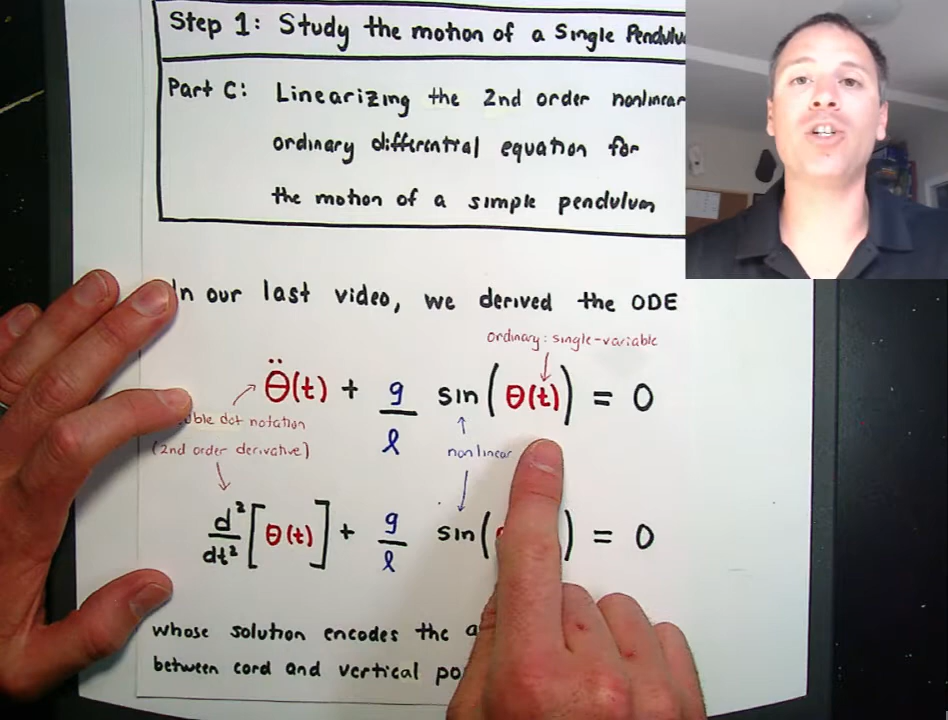 Step 1: Study the motion of a Single
Part C: Linearizing the 2nd order
ordinary differential equation for
the motion of a simple pendulum
In our last video, we derived the ODE
ordinary: single-variable
θ̈(t) + g/l sin(θ(t)) = 0
dot notation
(2nd order derivative)
nonlinear
d²/dt² [θ(t)] + g/l sin( ) = 0
whose solution encodes the
between cord and vertical